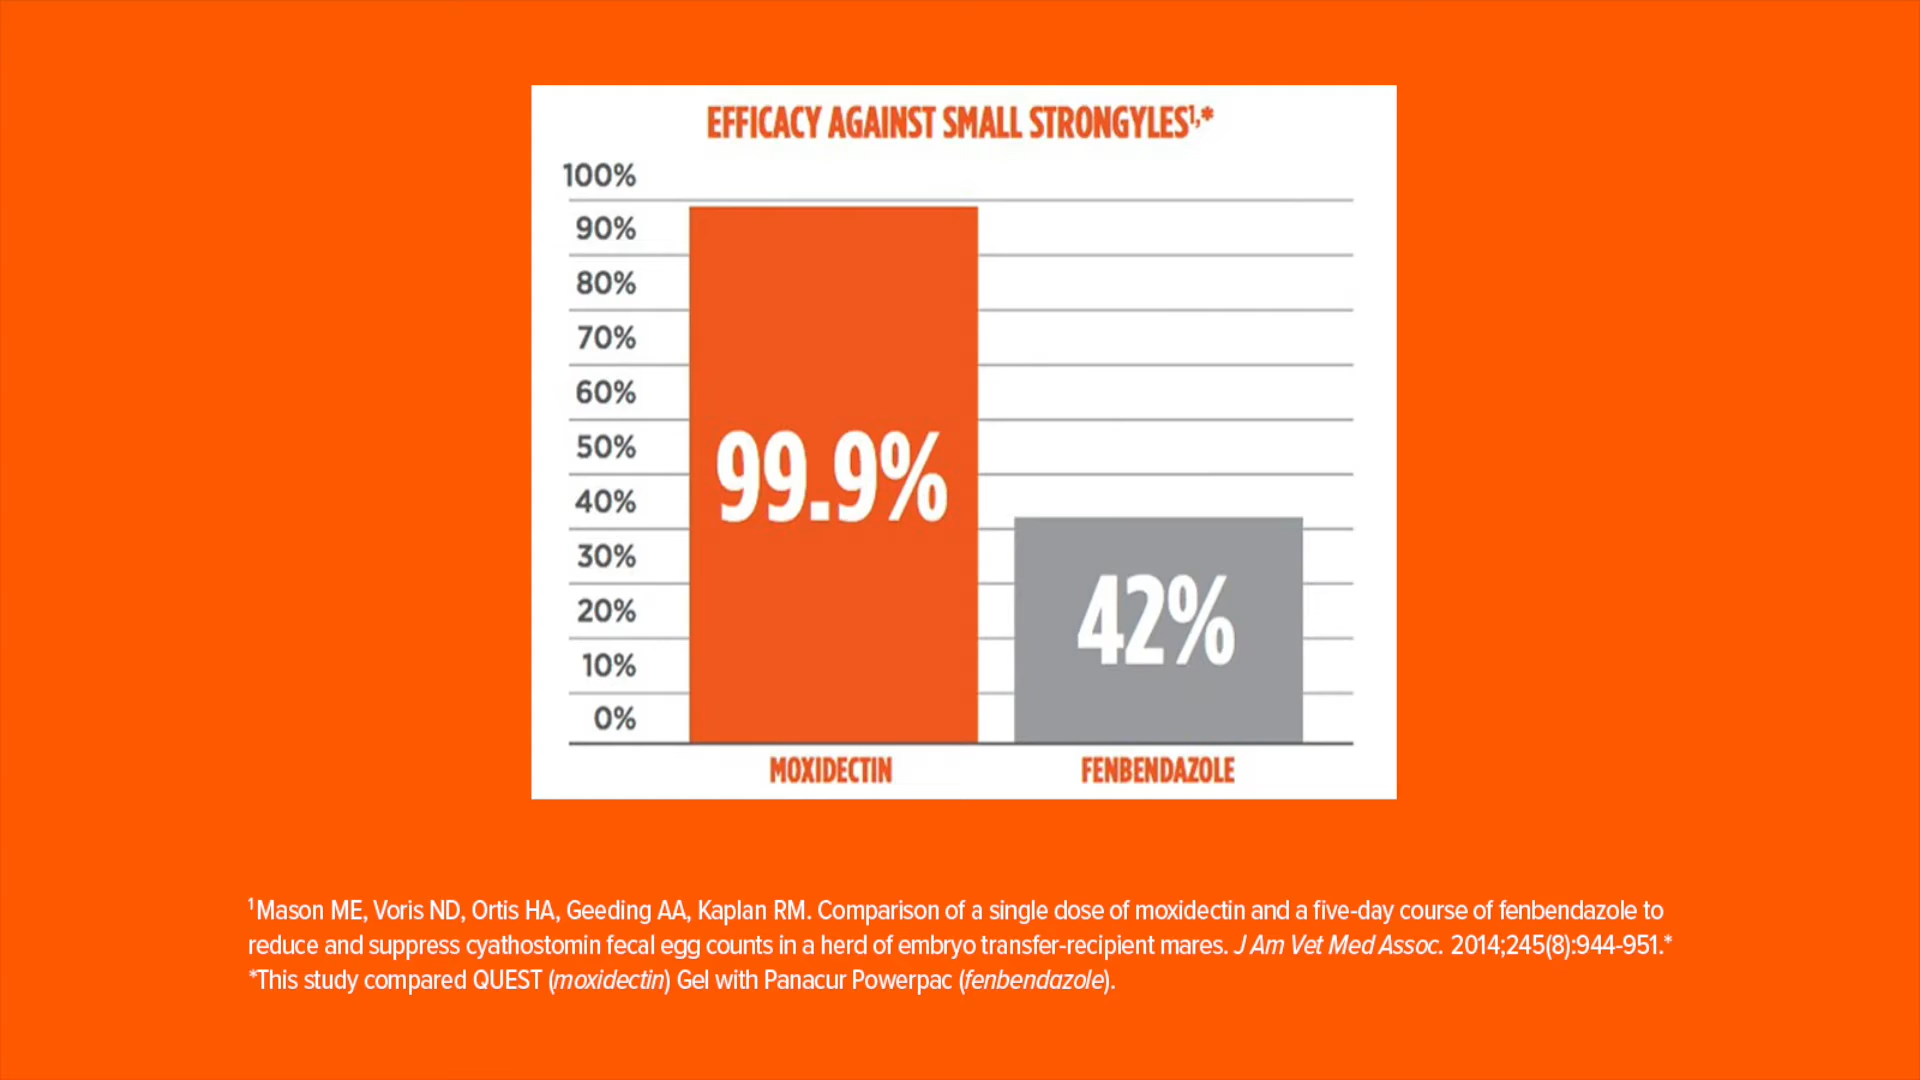 EFFICACY AGAINST SMALL STRONGYLES¹,*
100%
90%
80%
70%
60%
50%
40%
30%
20%
10%
0%
99.9%
42%
MOXIDECTIN
FENBENDAZOLE
¹Mason ME, Voris ND, Ortis HA, Geeding AA, Kaplan RM. Comparison of a single dose of moxidectin and a five-day course of fenbendazole to
reduce and suppress cyathostomin fecal egg counts in a herd of embryo transfer-recipient mares. J Am Vet Med Assoc. 2014;245(8):944-951.*
*This study compared QUEST (moxidectin) Gel with Panacur Powerpac (fenbendazole).